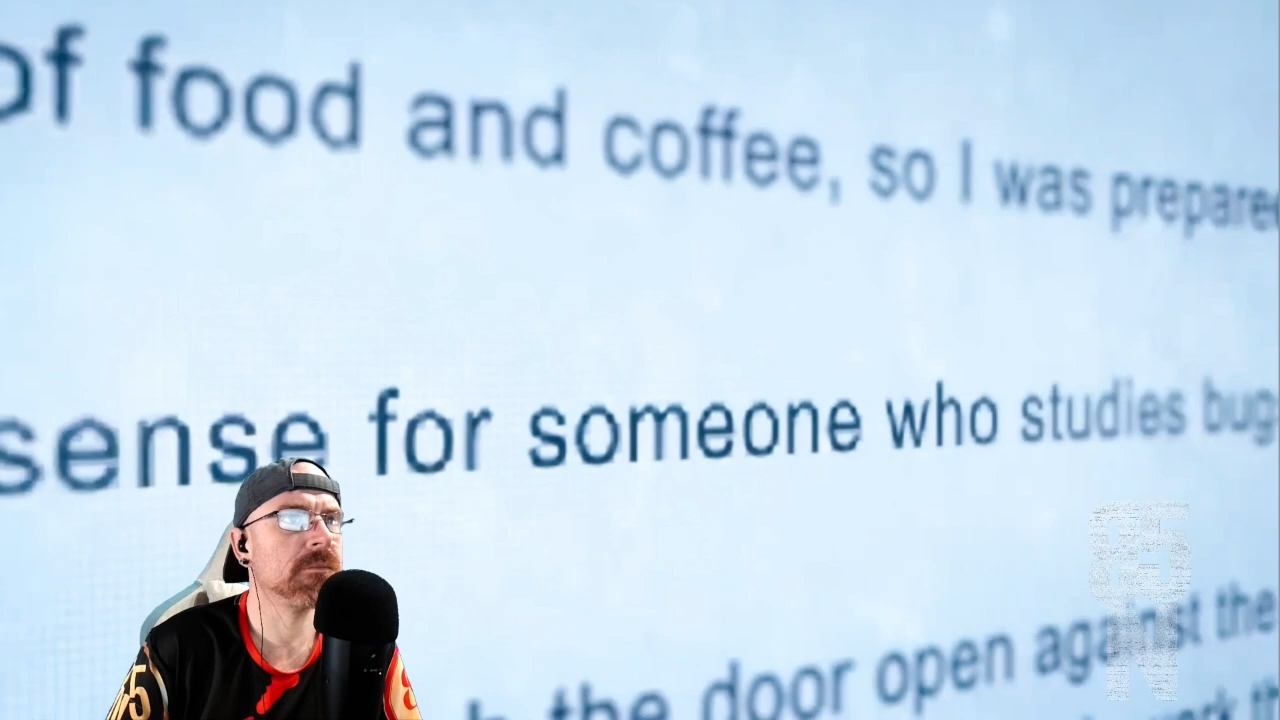 of food and coffee, so I was prepared
sense for someone who studies bug
the door open against the